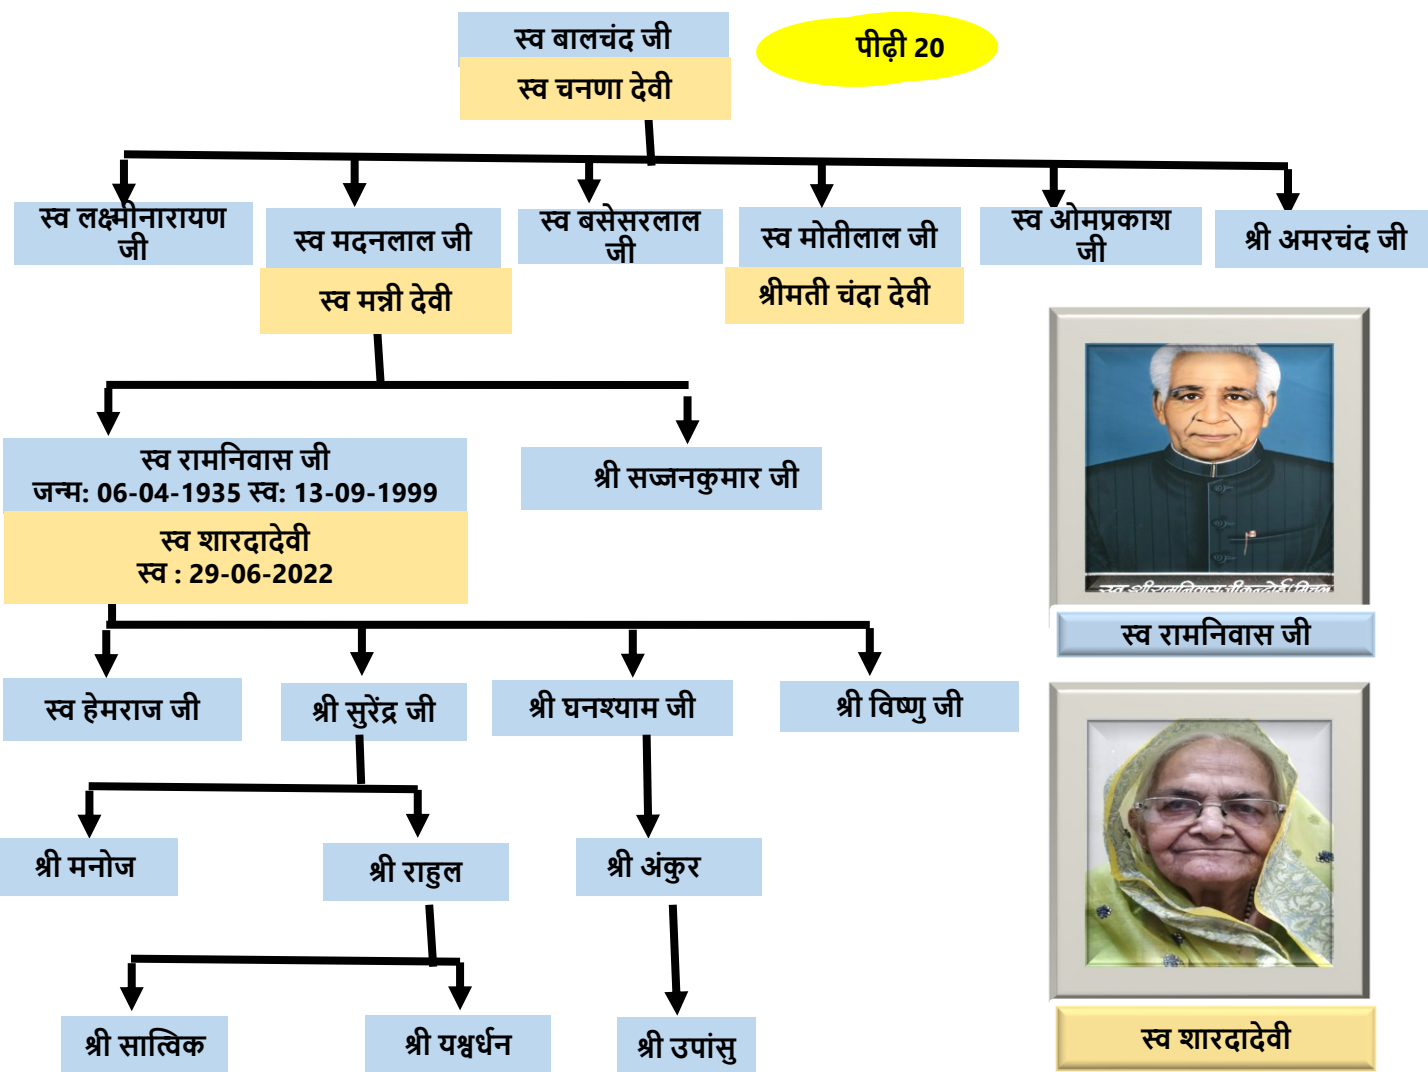 स्व बालचंद जी
पीढ़ी 20
स्व चनणा देवी
स्व लक्ष्मीनारायण
जी
स्व मदनलाल जी
स्व बसेसरलाल
जी
स्व मोतीलाल जी
स्व ओमप्रकाश
जी
श्री अमरचंद जी
स्व मन्नी देवी
श्रीमती चंदा देवी
स्व रामनिवास जी
जन्म: 06-04-1935 स्व: 13-09-1999
श्री सज्जनकुमार जी
स्व शारदादेवी
स्व : 29-06-2022
स्व श्री रामनिवास जी
स्व रामनिवास जी
स्व हेमराज जी
श्री सुरेंद्र जी
श्री घनश्याम जी
श्री विष्णु जी
श्री मनोज
श्री राहुल
श्री अंकुर
श्री सात्विक
श्री यश्वर्धन
श्री उपांसु
स्व शारदादेवी